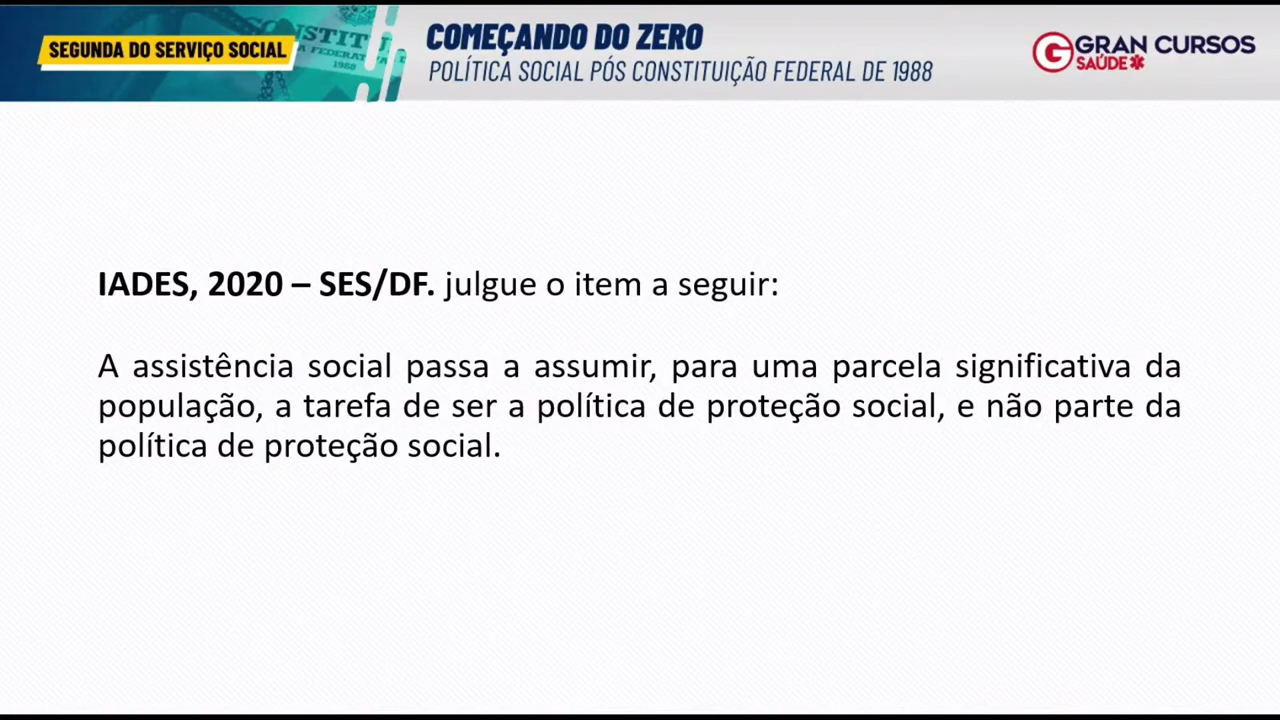 SEGUNDA DO SERVIÇO SOCIAL
COMEÇANDO DO ZERO
POLÍTICA SOCIAL PÓS CONSTITUIÇÃO FEDERAL DE 1988
GRAN CURSOS
SAÚDE
1988
IADES, 2020 – SES/DF. julgue o item a seguir:
A assistência social passa a assumir, para uma parcela significativa da
população, a tarefa de ser a política de proteção social, e não parte da
política de proteção social.